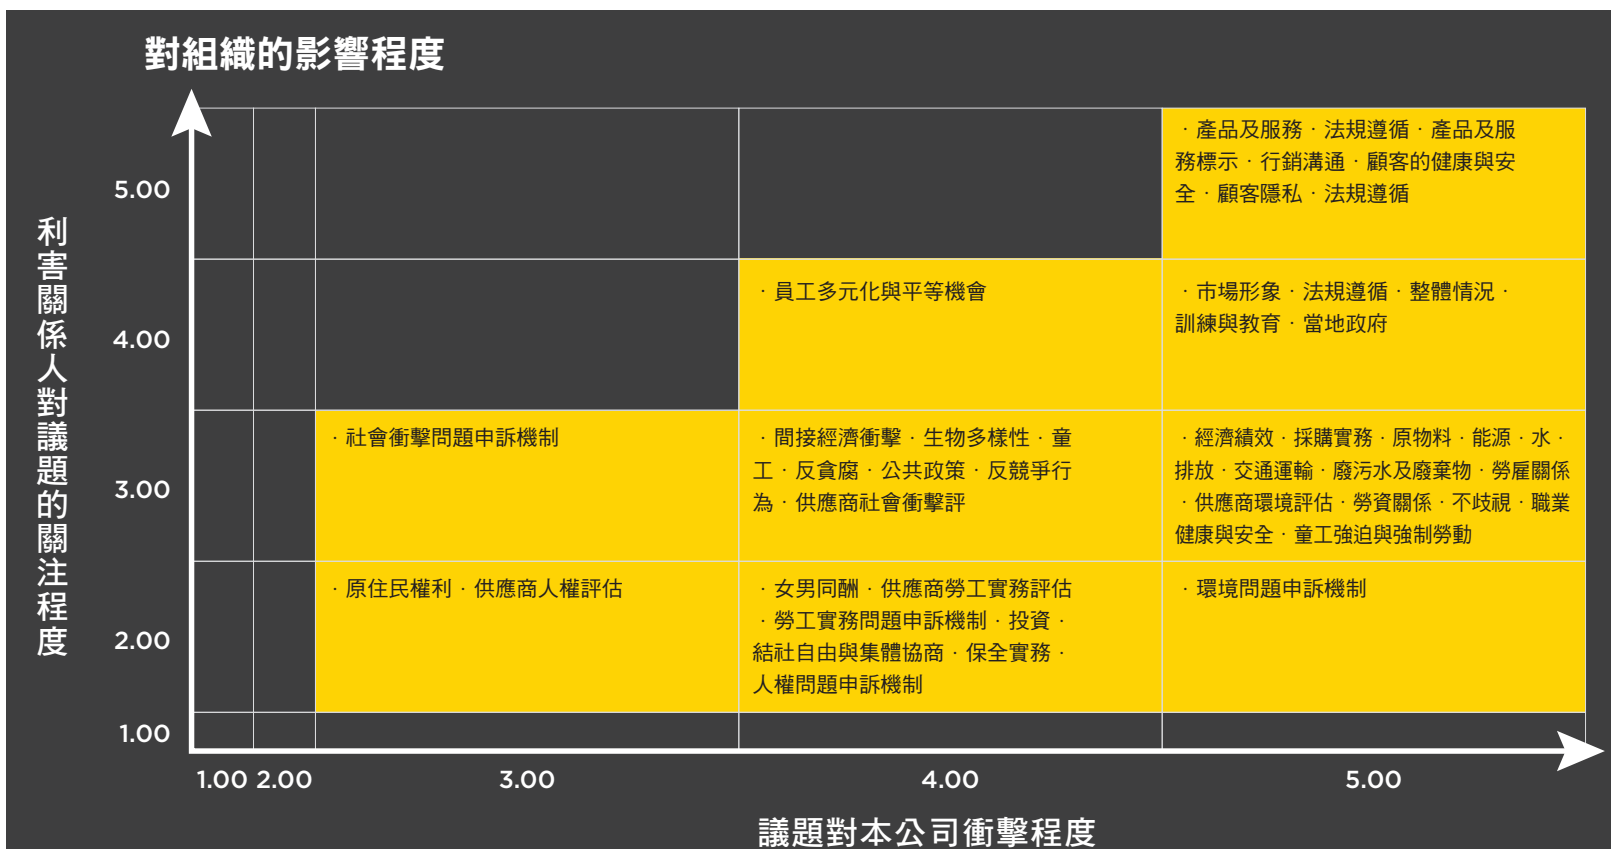 對組織的影響程度
利害關係人對議題的關注程度
5.00
· 產品及服務 · 法規遵循 · 產品及服
務標示 · 行銷溝通 · 顧客的健康與安
全 · 顧客隱私 · 法規遵循
4.00
· 員工多元化與平等機會
· 市場形象 · 法規遵循 · 整體情況 ·
訓練與教育 · 當地政府
3.00
· 社會衝擊問題申訴機制
· 間接經濟衝擊 · 生物多樣性 · 童
工 · 反貪腐 · 公共政策 · 反競爭行
為 · 供應商社會衝擊評
· 經濟績效 · 採購實務 · 原物料 · 能源 · 水 ·
排放 · 交通運輸 · 廢污水及廢棄物 · 勞雇關係
· 供應商環境評估 · 勞資關係 · 不歧視 · 職業
健康與安全 · 童工強迫與強制勞動
2.00
· 原住民權利 · 供應商人權評估
· 女男同酬 · 供應商勞工實務評估
· 勞工實務問題申訴機制 · 投資 ·
結社自由與集體協商 · 保全實務 ·
人權問題申訴機制
· 環境問題申訴機制
1.00
1.00 2.00 3.00 4.00 5.00
議題對本公司衝擊程度